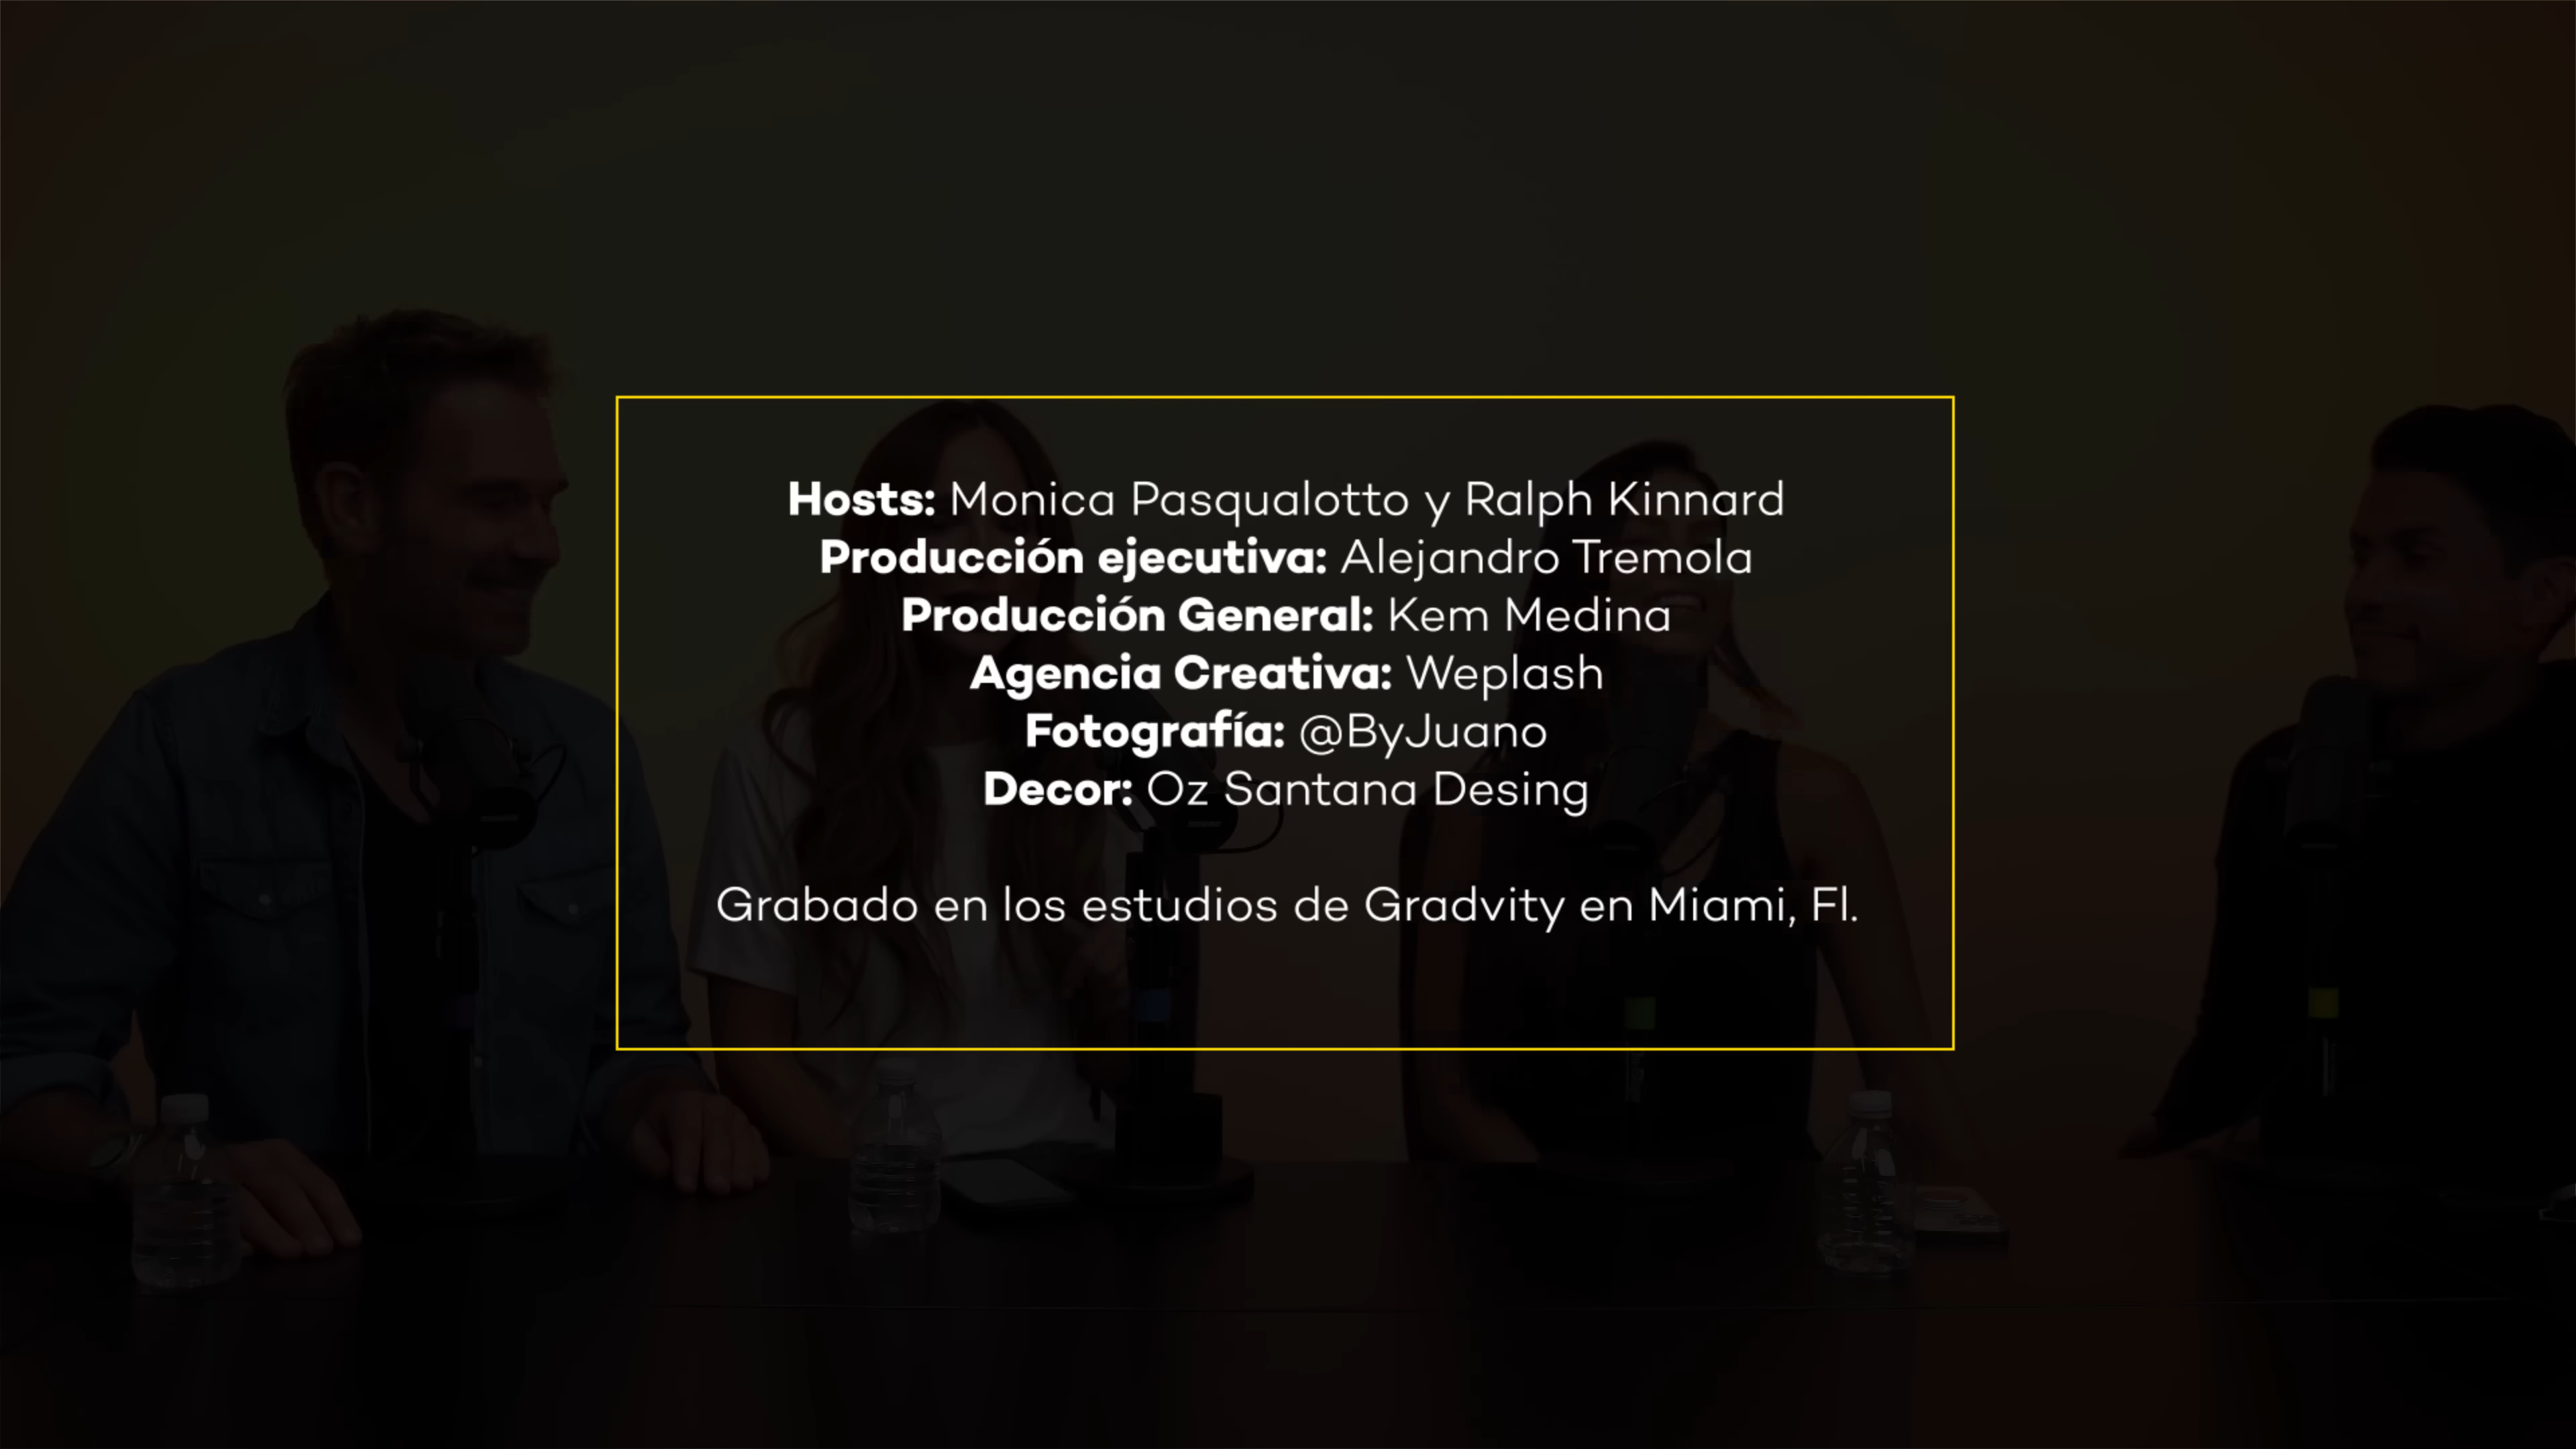 Hosts: Monica Pasqualotto y Ralph Kinnard
Producción ejecutiva: Alejandro Tremola
Producción General: Kem Medina
Agencia Creativa: Weplash
Fotografía: @ByJuano
Decor: Oz Santana Desing
Grabado en los estudios de Gradvity en Miami, Fl.